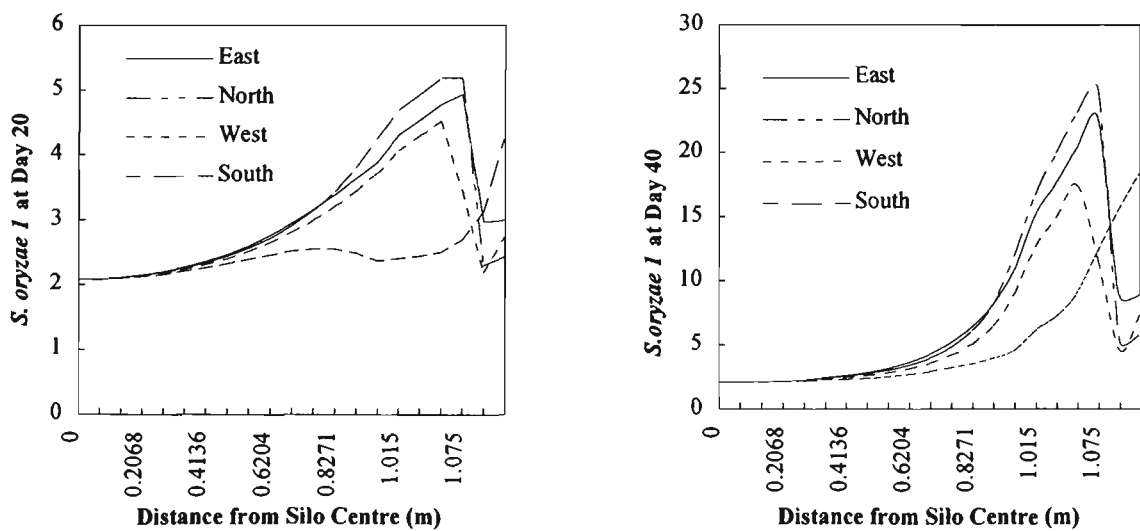 6
5
4
3
2
1
0
S. oryzae 1 at Day 20
East
North
West
South
0
0.2068
0.4136
0.6204
0.8271
1.015
1.075
Distance from Silo Centre (m)
30
25
20
15
10
5
0
S.oryzae 1 at Day 40
East
North
West
South
0
0.2068
0.4136
0.6204
0.8271
1.015
1.075
Distance from Silo Centre (m)